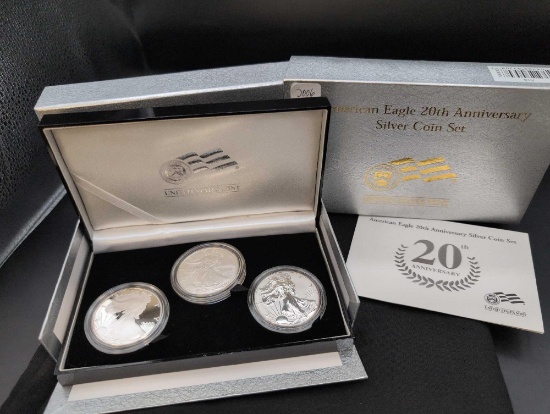 2006
American Eagle 20th Anniversary
Silver Coin Set
American Eagle 20th Anniversary Silver Coin Set
20th
ANNIVERSARY